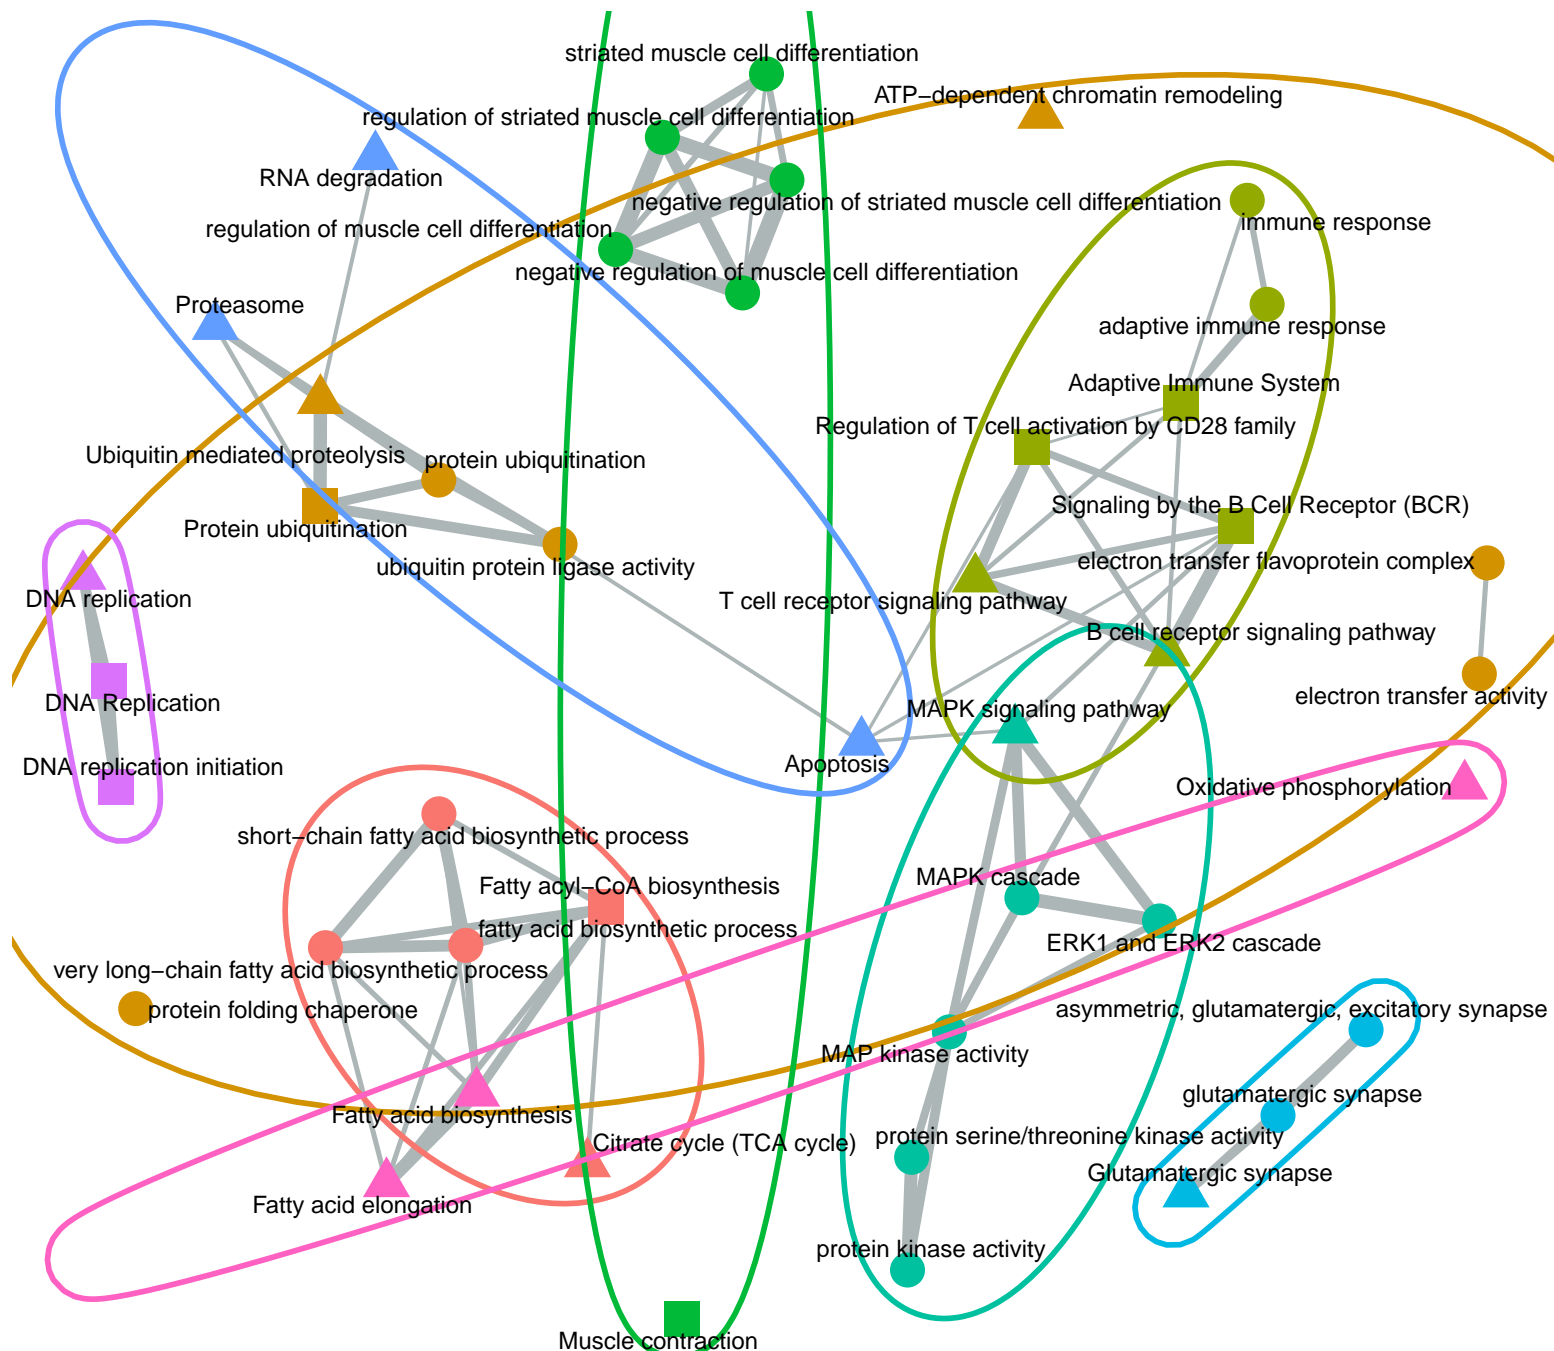 striated muscle cell differentiation
ATP−dependent chromatin remodeling
regulation of striated muscle cell differentiation
RNA degradation
negative regulation of striated muscle cell differentiation
immune response
regulation of muscle cell differentiation
negative regulation of muscle cell differentiation
Proteasome
adaptive immune response
Adaptive Immune System
Regulation of T cell activation by CD28 family
Ubiquitin mediated proteolysis
protein ubiquitination
Signaling by the B Cell Receptor (BCR)
Protein ubiquitination
electron transfer flavoprotein complex
ubiquitin protein ligase activity
DNA replication
T cell receptor signaling pathway
B cell receptor signaling pathway
electron transfer activity
DNA Replication
MAPK signaling pathway
Apoptosis
DNA replication initiation
Oxidative phosphorylation
short−chain fatty acid biosynthetic process
MAPK cascade
Fatty acyl−CoA biosynthesis
fatty acid biosynthetic process
ERK1 and ERK2 cascade
very long−chain fatty acid biosynthetic process
protein folding chaperone
asymmetric, glutamatergic, excitatory synapse
MAP kinase activity
glutamatergic synapse
Fatty acid biosynthesis
protein serine/threonine kinase activity
Citrate cycle (TCA cycle)
Glutamatergic synapse
Fatty acid elongation
protein kinase activity
Muscle contraction